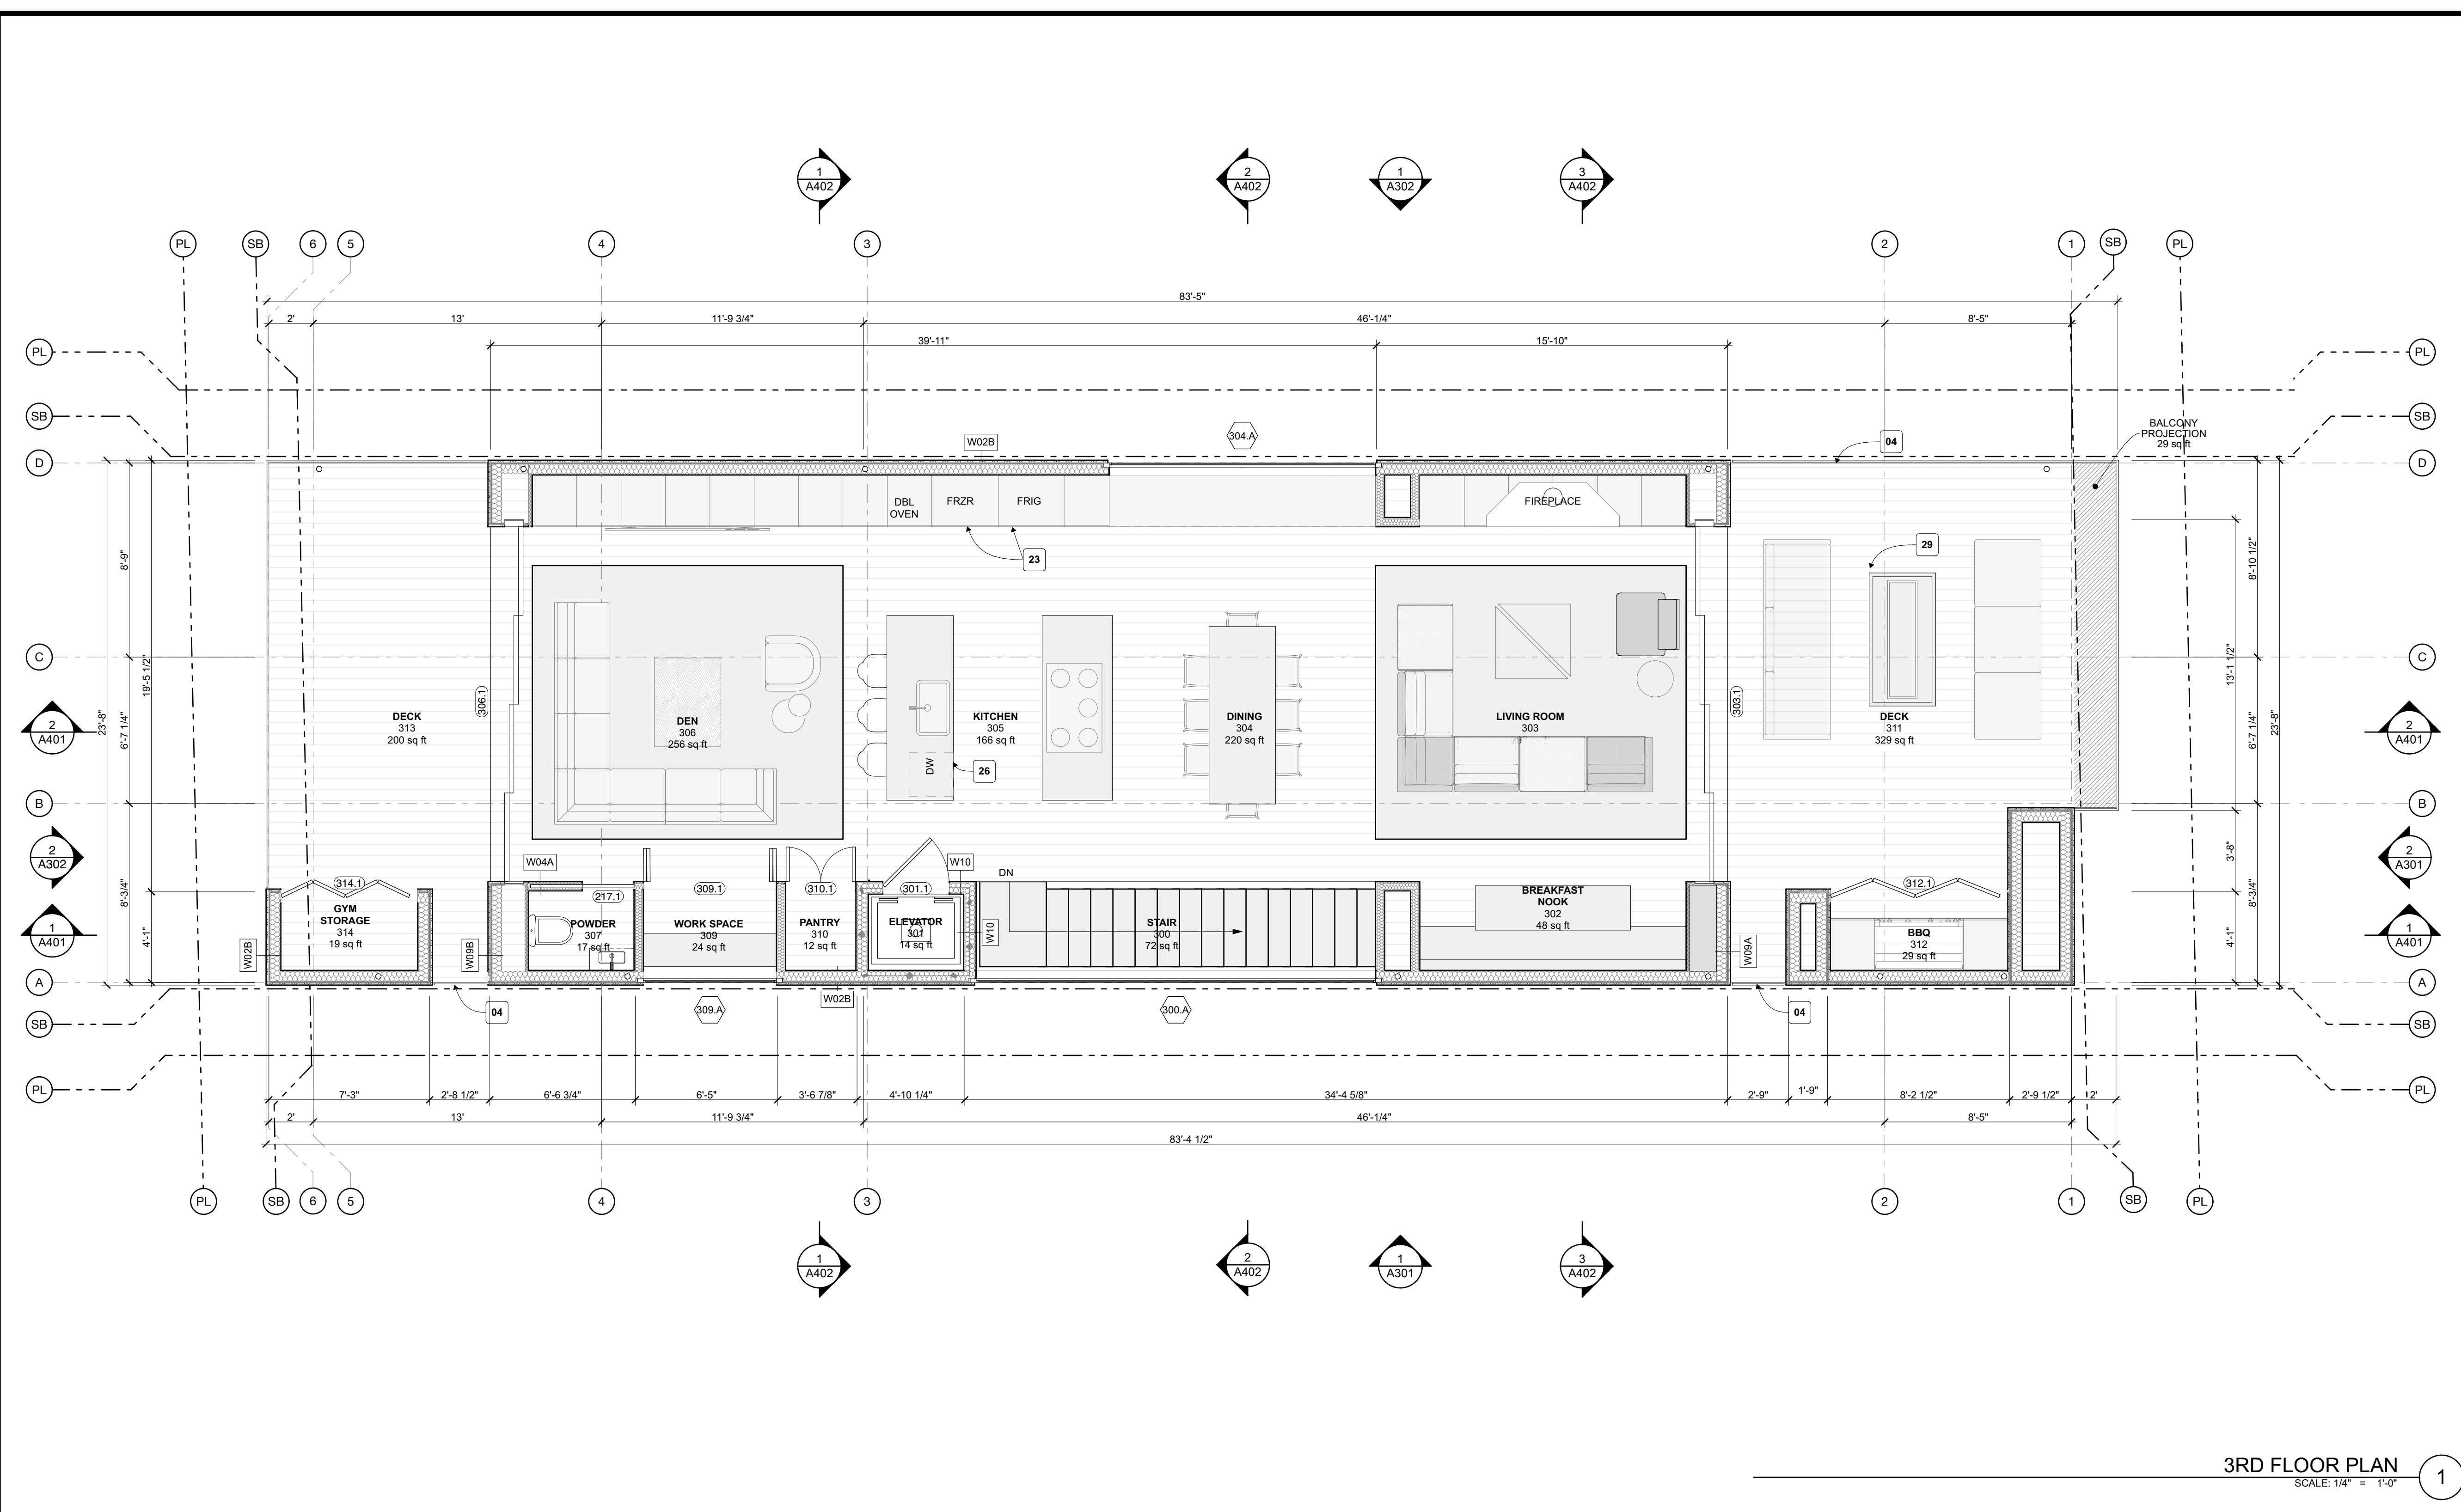 1
A402
2
A402
1
A302
3
A402
PL
SB
6
5
4
3
2
1
SB
PL
83'-5"
2'
13'
11'-9 3/4"
46'-1/4"
8'-5"
39'-11"
15'-10"
PL
PL
SB
SB
D
D
BALCONY
PROJECTION
29 sq ft
W02B
304.A
04
DBL
OVEN
FRZR
FRIG
FIREPLACE
23
29
8'-9"
8'-10 1/2"
C
C
19'-5 1/2"
13'-1 1/2"
23'-8"
6'-7 1/4"
6'-7 1/4"
23'-8"
2
A401
2
A401
306.1
303.1
DECK
313
200 sq ft
DEN
306
256 sq ft
KITCHEN
305
166 sq ft
DINING
304
220 sq ft
LIVING ROOM
303
DECK
311
329 sq ft
DW
26
B
B
2
A302
2
A301
3'-8"
8'-3/4"
8'-3/4"
4'-1"
4'-1"
W04A
W10
DN
314.1
217.1
309.1
310.1
301.1
312.1
GYM
STORAGE
314
19 sq ft
POWDER
307
17 sq ft
WORK SPACE
309
24 sq ft
PANTRY
310
12 sq ft
ELEVATOR
301
14 sq ft
STAIR
300
72 sq ft
BREAKFAST
NOOK
302
48 sq ft
BBQ
312
29 sq ft
1
A401
1
A401
W02B
W09B
W10
W09A
A
A
W02B
04
309.A
300.A
04
SB
SB
PL
PL
7'-3"
2'-8 1/2"
6'-6 3/4"
6'-5"
3'-6 7/8"
4'-10 1/4"
34'-4 5/8"
2'-9"
1'-9"
8'-2 1/2"
2'-9 1/2"
2'
2'
13'
11'-9 3/4"
46'-1/4"
8'-5"
83'-4 1/2"
PL
SB
6
5
4
3
2
1
SB
PL
1
A402
2
A402
1
A301
3
A402
3RD FLOOR PLAN
SCALE: 1/4" = 1'-0"
1